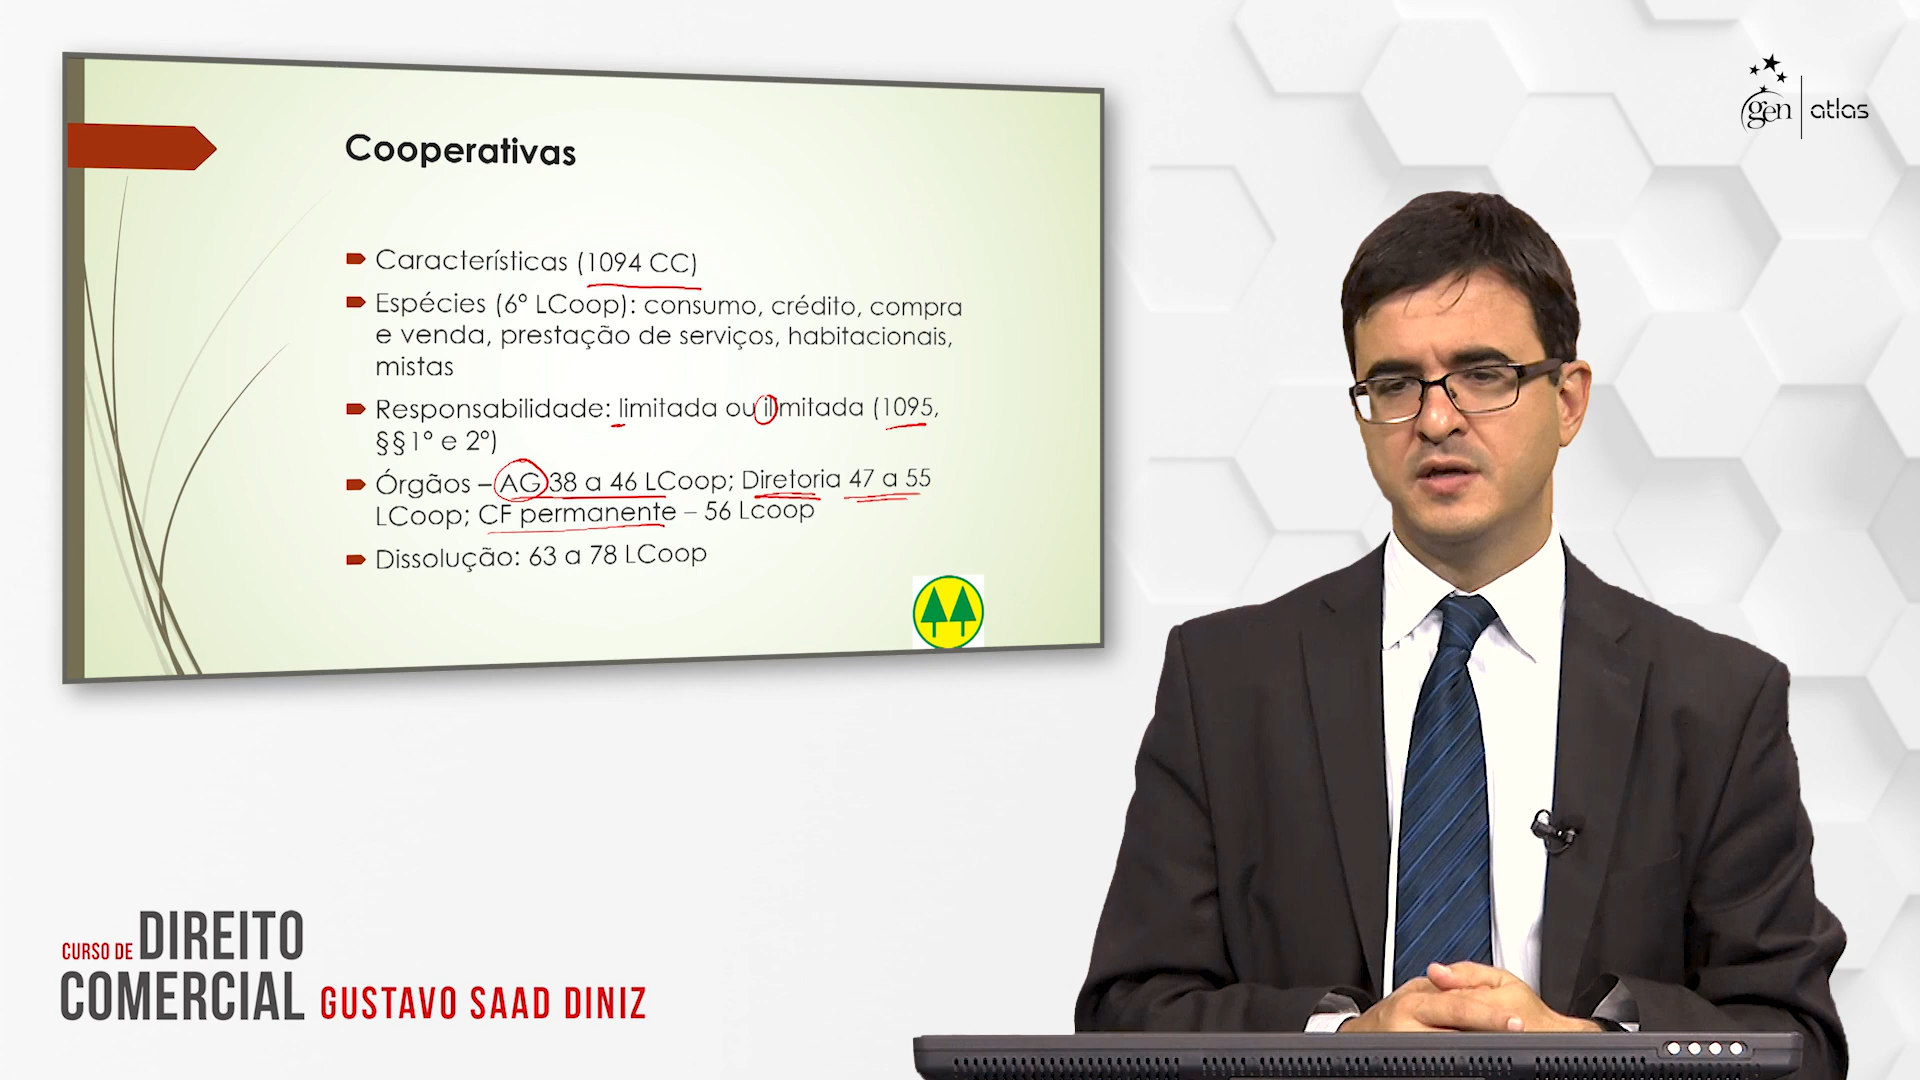 Cooperativas
Características (1094 CC)
Espécies (6º LCoop): consumo, crédito, compra
e venda, prestação de serviços, habitacionais,
mistas
Responsabilidade: limitada ou ilimitada (1095,
§§1º e 2º)
Órgãos – AG 38 a 46 LCoop; Diretoria 47 a 55
LCoop; CF permanente – 56 Lcoop
Dissolução: 63 a 78 LCoop
gen atlas
CURSO DE DIREITO
COMERCIAL GUSTAVO SAAD DINIZ